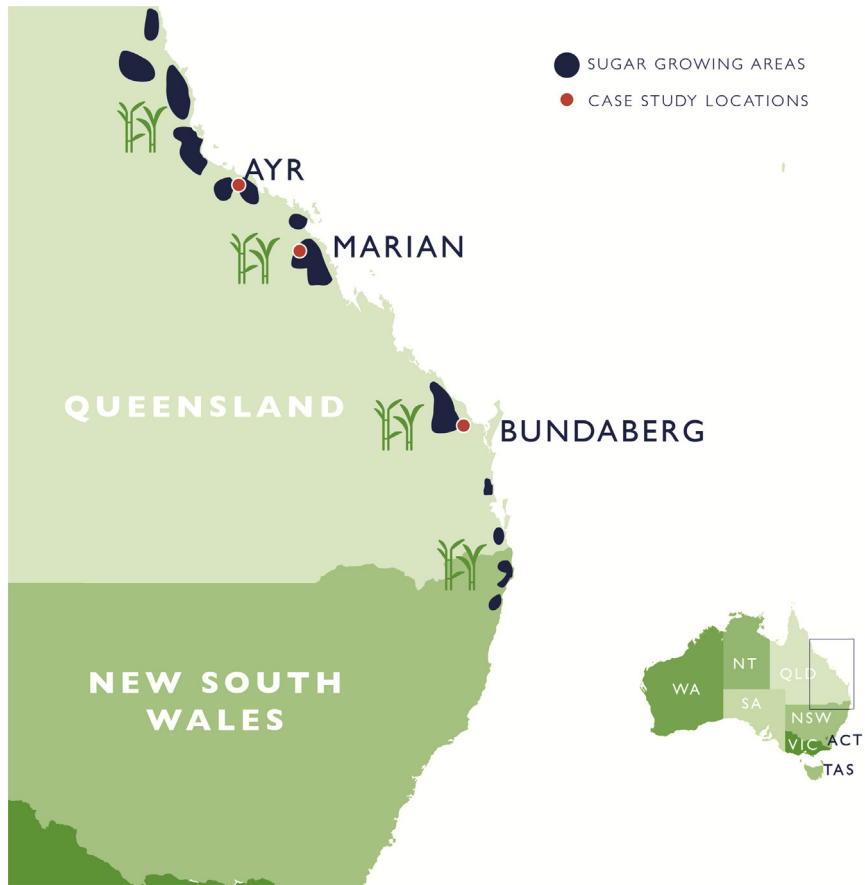 SUGAR GROWING AREAS
CASE STUDY LOCATIONS
AYR
MARIAN
QUEENSLAND
BUNDABERG
NEW SOUTH
WALES
NT
QLD
WA
SA
NSW
VIC
ACT
TAS